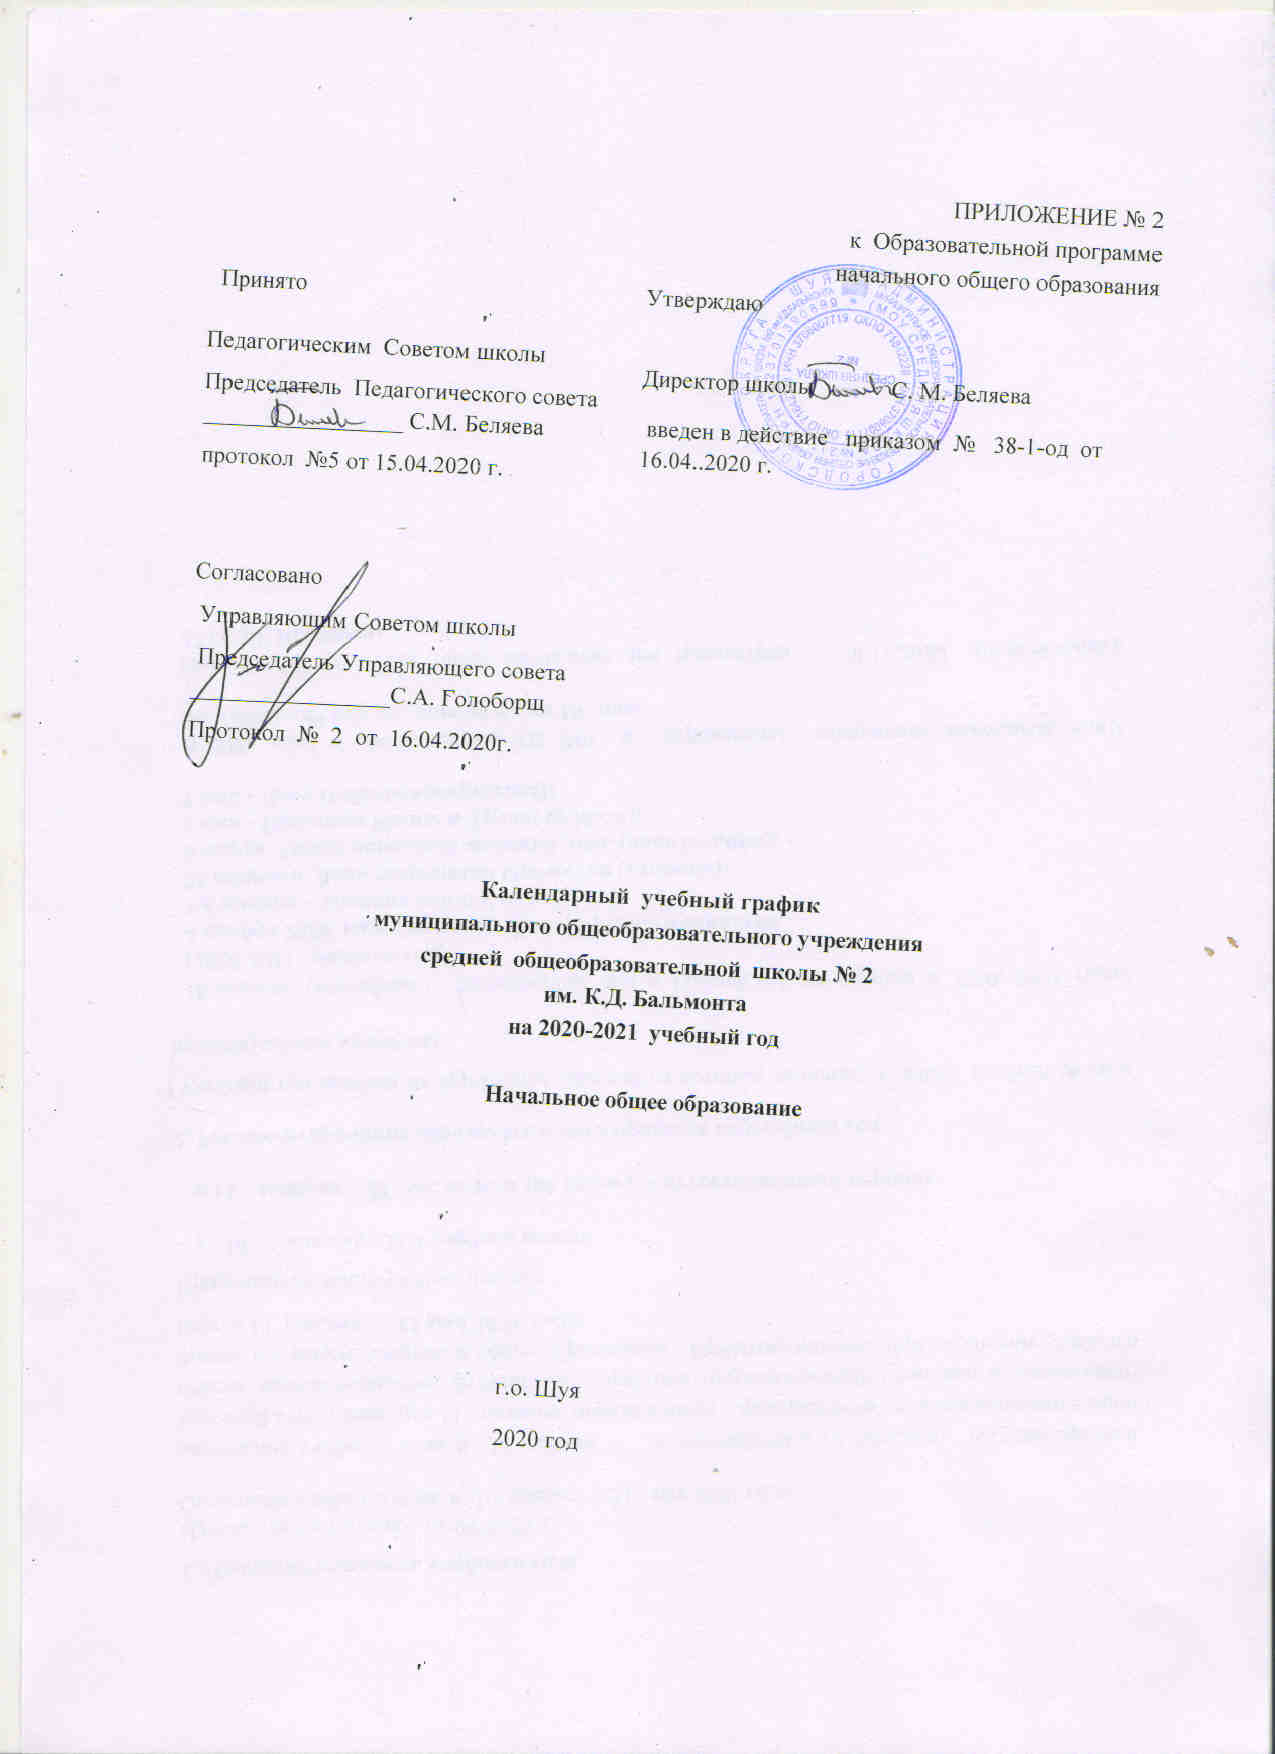 ПРИЛОЖЕНИЕ № 2
к Образовательной программе
начального общего образования
Принято
Педагогическим Советом школы
Председатель Педагогического совета
С.М. Беляева
протокол №5 от 15.04.2020 г.
Утверждаю
Директор школы С. М. Беляева
введен в действие приказом № 38-1-од от
16.04..2020 г.
Согласовано
Управляющим Советом школы
Председатель Управляющего совета
С.А. Голоборщ
Протокол № 2 от 16.04.2020г.
Календарный учебный график
муниципального общеобразовательного учреждения
средней общеобразовательной школы № 2
им. К.Д. Бальмонта
на 2020-2021 учебный год
Начальное общее образование
г.о. Шуя
2020 год